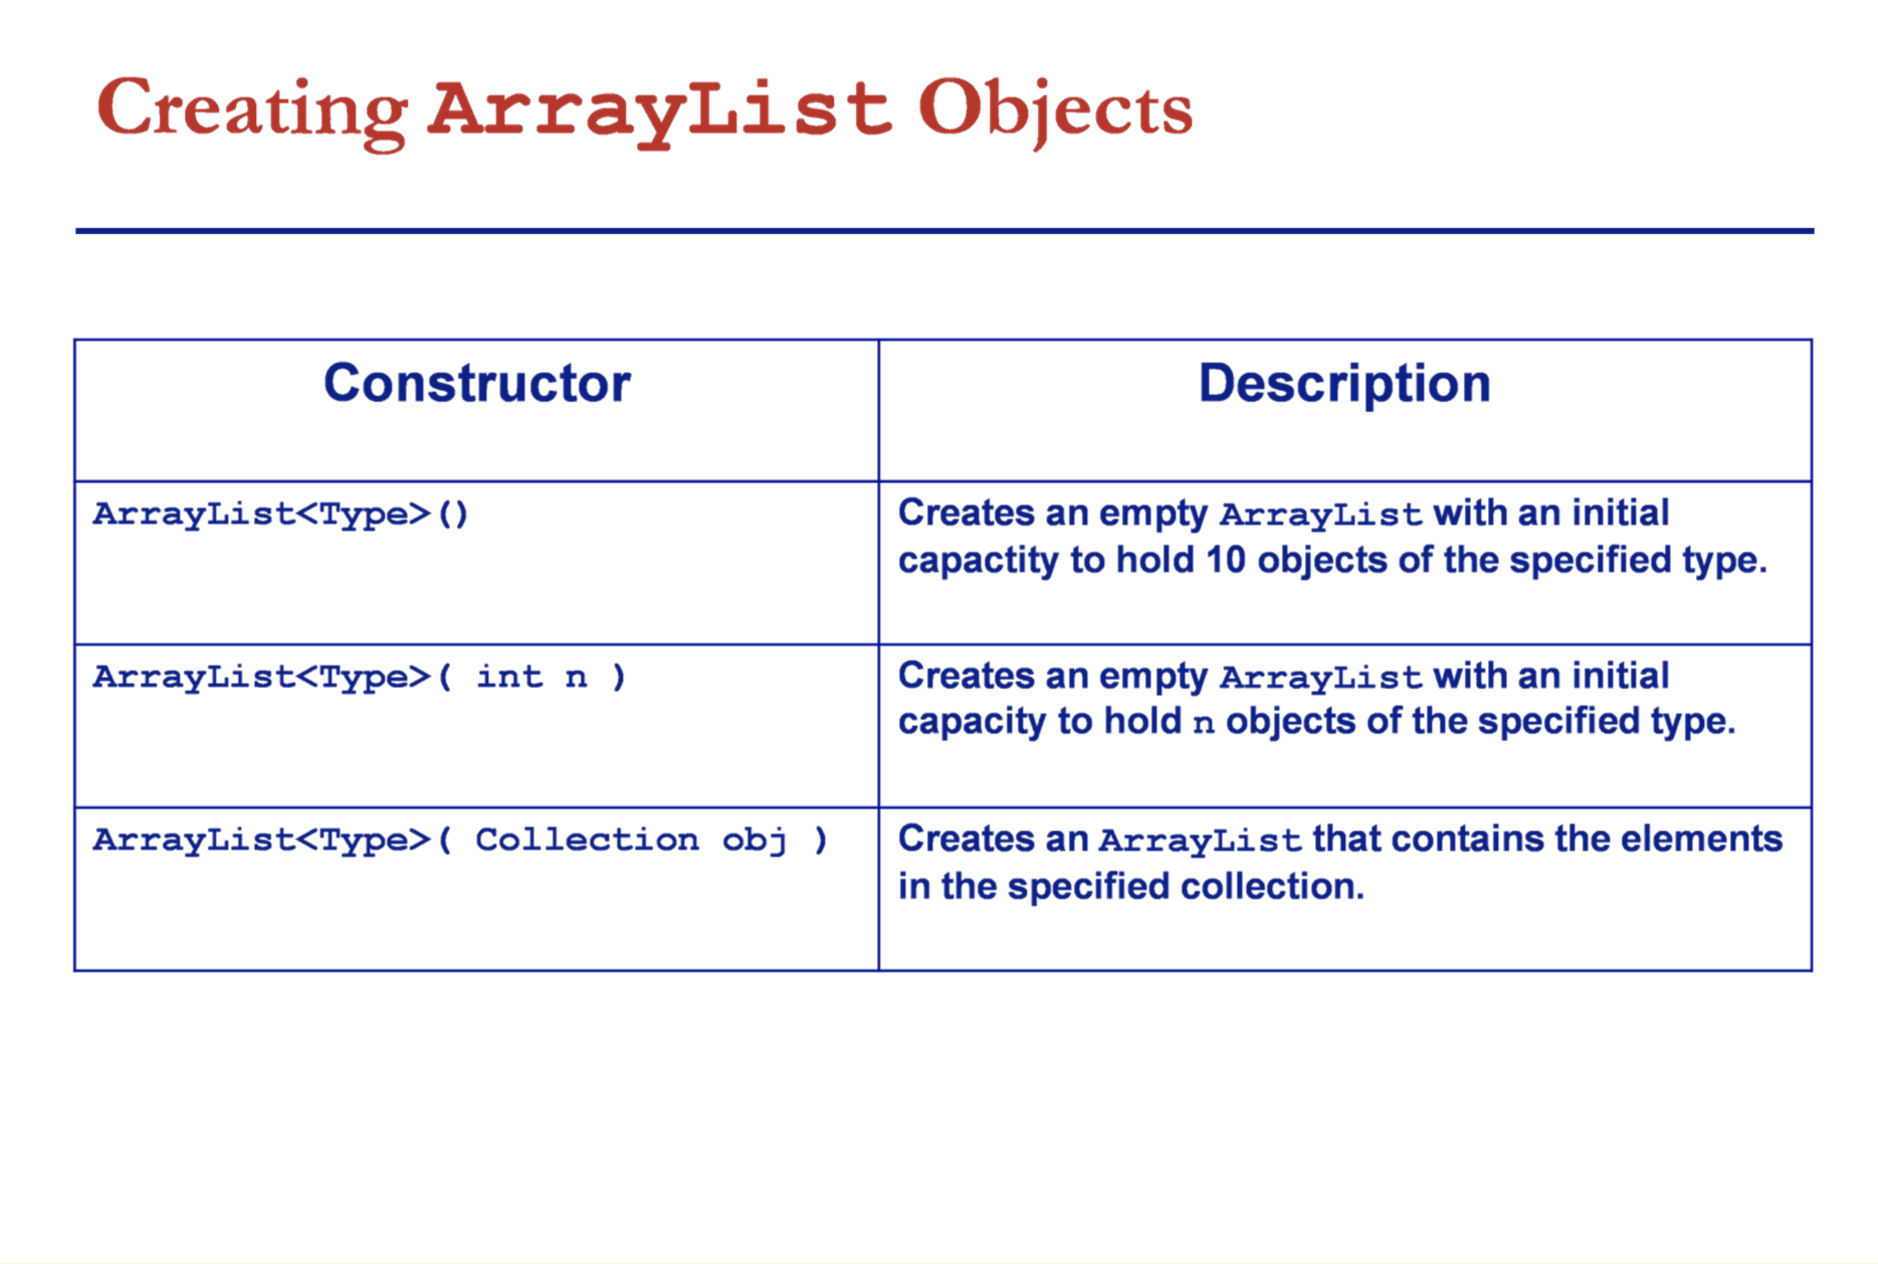 Creating ArrayList Objects
Constructor
Description
ArrayList<Type>()
Creates an empty ArrayList with an initial
capactity to hold 10 objects of the specified type.
ArrayList<Type>( int n )
Creates an empty ArrayList with an initial
capacity to hold n objects of the specified type.
ArrayList<Type>( Collection obj )
Creates an ArrayList that contains the elements
in the specified collection.